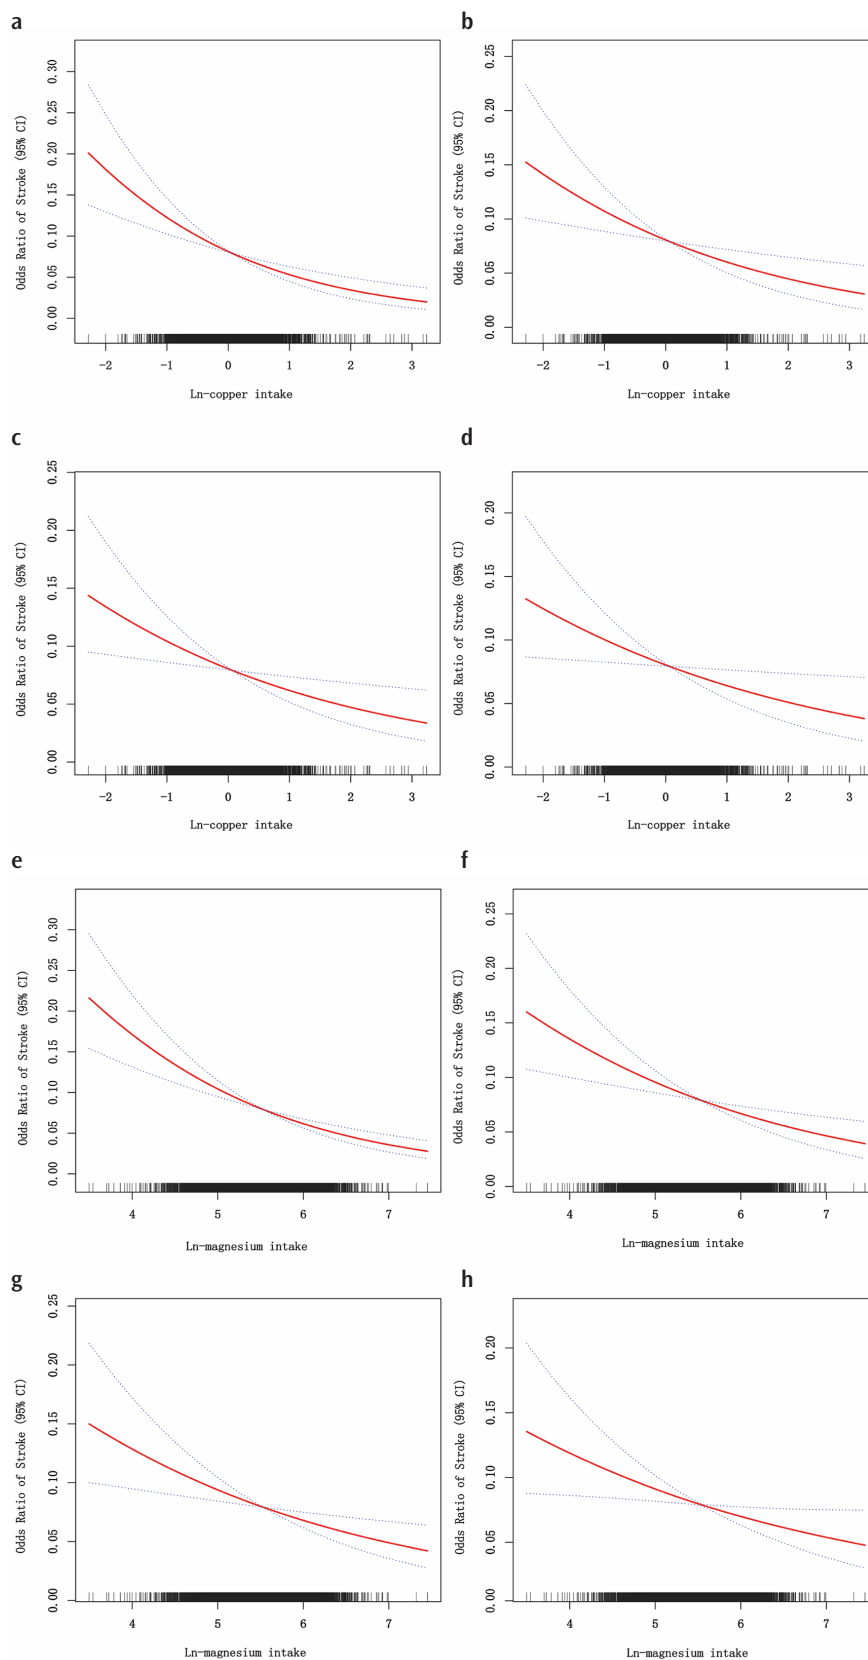 a
b
Odds Ratio of Stroke (95% CI)
0.30
0.25
0.20
0.15
0.10
0.05
0.00
-2 -1 0 1 2 3
Ln-copper intake
Odds Ratio of Stroke (95% CI)
0.25
0.20
0.15
0.10
0.05
0.00
-2 -1 0 1 2 3
Ln-copper intake
c
d
Odds Ratio of Stroke (95% CI)
0.25
0.20
0.15
0.10
0.05
0.00
-2 -1 0 1 2 3
Ln-copper intake
Odds Ratio of Stroke (95% CI)
0.20
0.15
0.10
0.05
0.00
-2 -1 0 1 2 3
Ln-copper intake
e
f
Odds Ratio of Stroke (95% CI)
0.30
0.25
0.20
0.15
0.10
0.05
0.00
4 5 6 7
Ln-magnesium intake
Odds Ratio of Stroke (95% CI)
0.25
0.20
0.15
0.10
0.05
0.00
4 5 6 7
Ln-magnesium intake
g
h
Odds Ratio of Stroke (95% CI)
0.25
0.20
0.15
0.10
0.05
0.00
4 5 6 7
Ln-magnesium intake
Odds Ratio of Stroke (95% CI)
0.20
0.15
0.10
0.05
0.00
4 5 6 7
Ln-magnesium intake